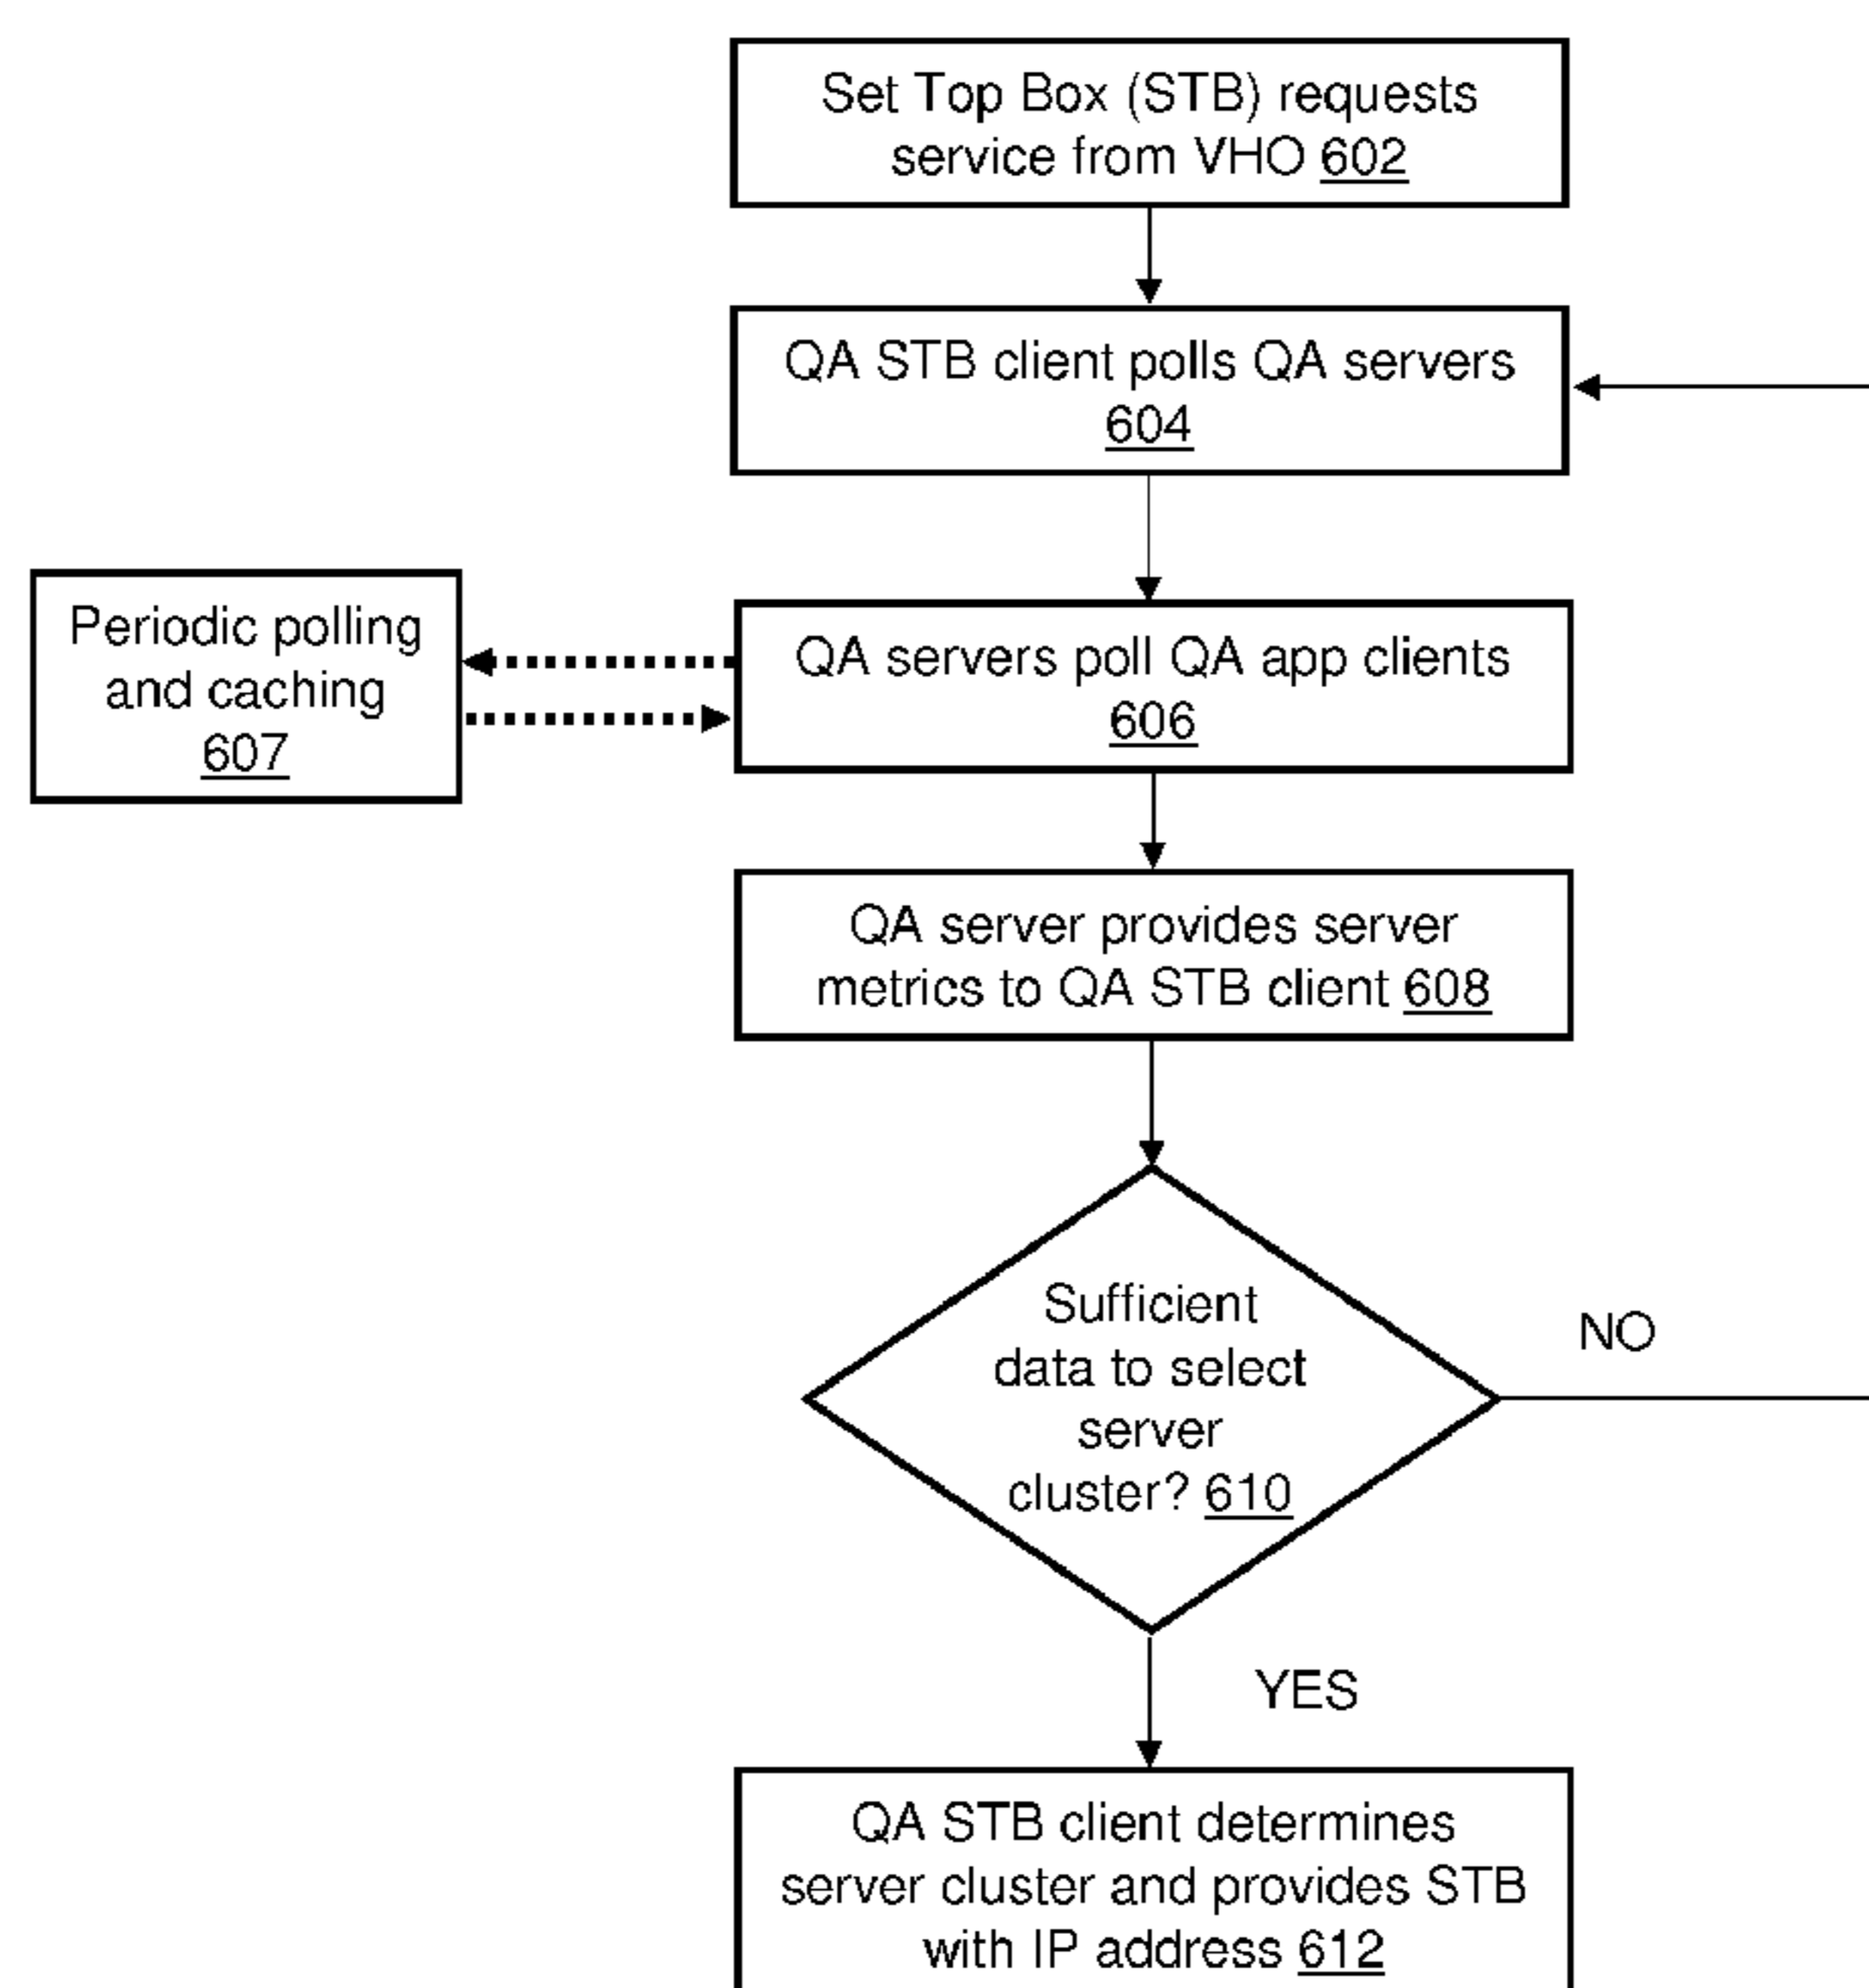 Set Top Box (STB) requests
service from VHO 602
QA STB client polls QA servers
604
Periodic polling
and caching
607
QA servers poll QA app clients
606
QA server provides server
metrics to QA STB client 608
Sufficient
data to select
server
cluster? 610
NO
YES
QA STB client determines
server cluster and provides STB
with IP address 612